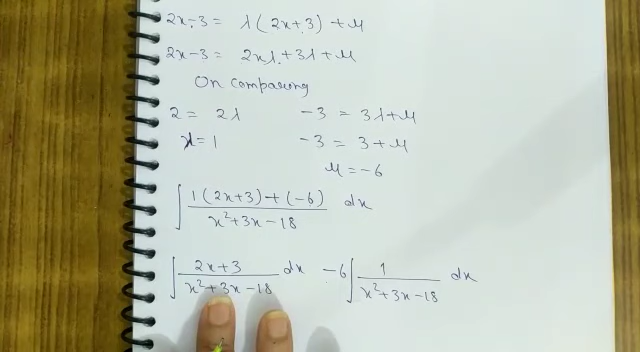 2x-3 = λ(2x+3) + μ
2x-3 = 2xλ + 3λ + μ
On comparing
2 = 2λ -3 = 3λ+μ
λ = 1 -3 = 3+μ
μ = -6
∫ 1(2x+3)+(-6) / x²+3x-18 dx
∫ 2x+3 / x²+3x-18 dx -6∫ 1 / x²+3x-18 dx